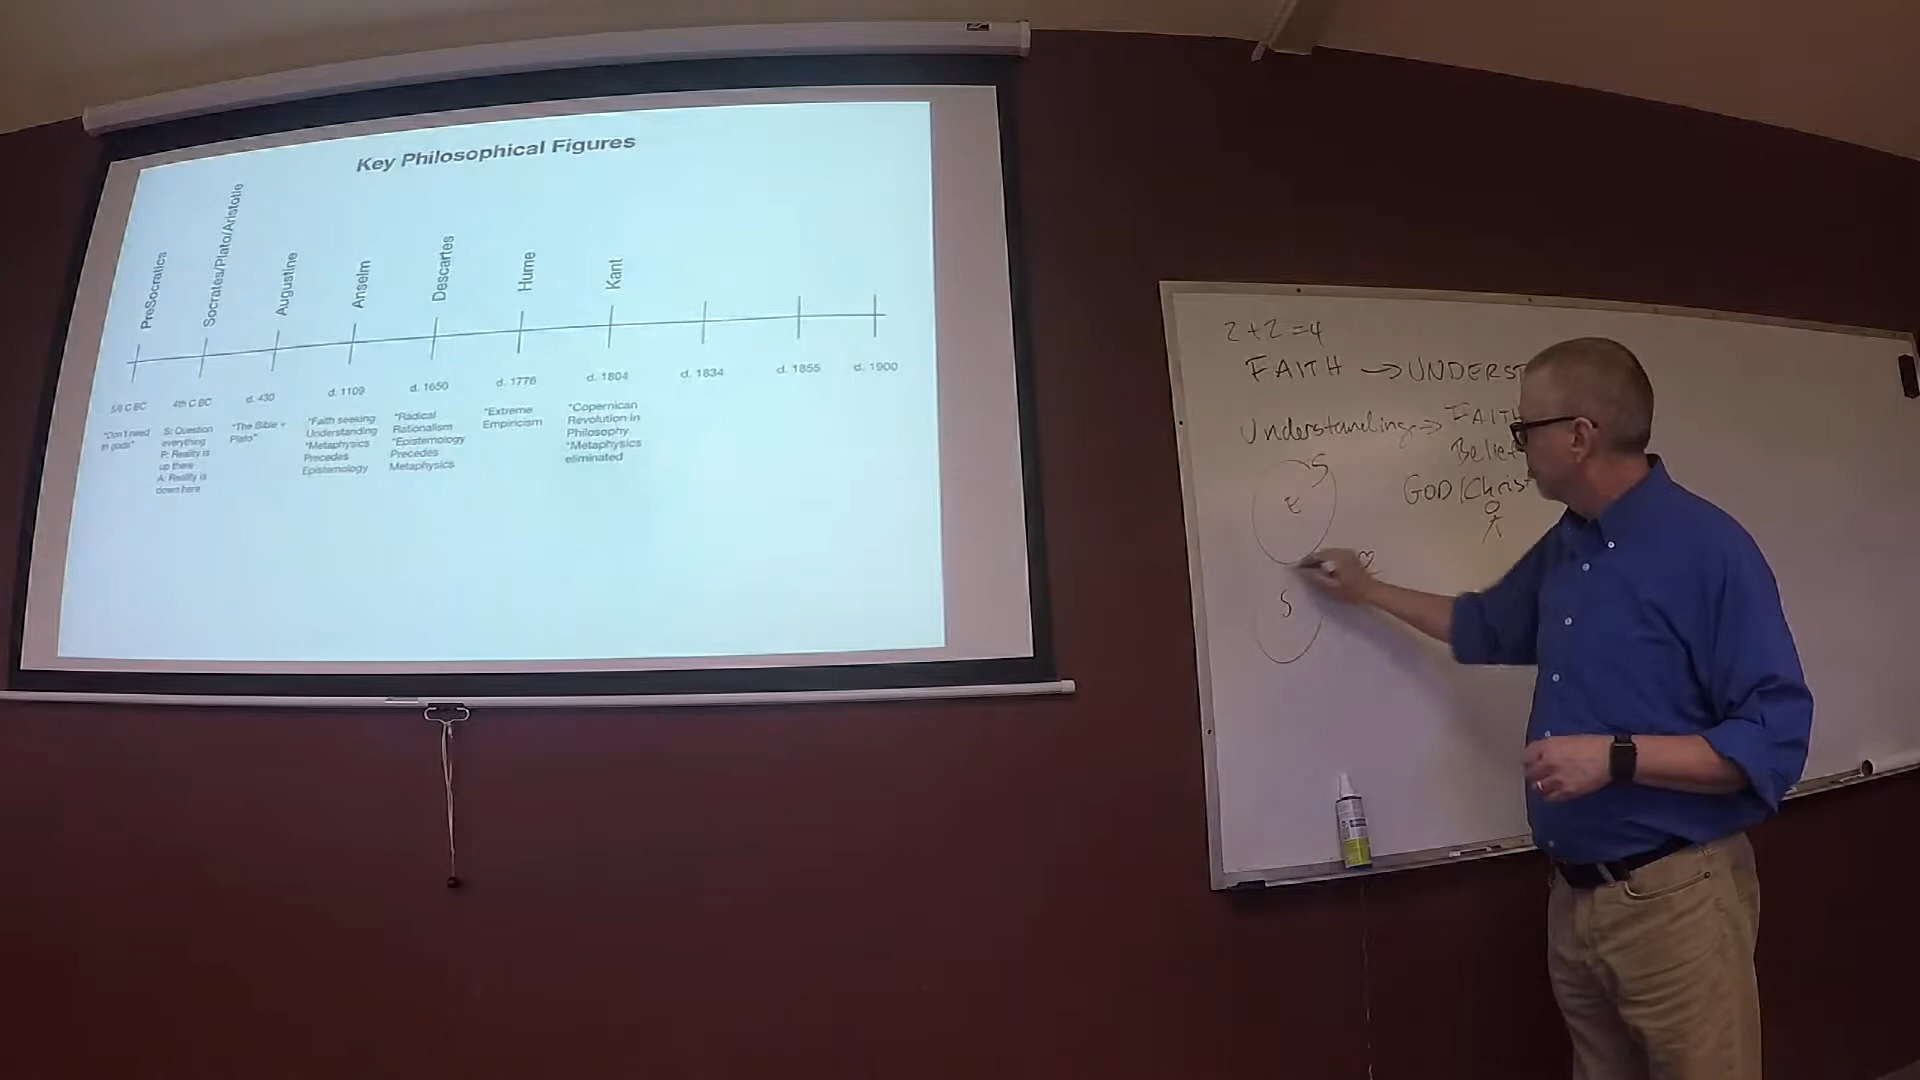 Key Philosophical Figures
PreSocratics
Socrates/Plato/Aristotle
Augustine
Anselm
Descartes
Hume
Kant
5/6 C BC
4th C BC
d. 430
d. 1109
d. 1650
d. 1776
d. 1804
d. 1834
d. 1855
d. 1900
"Don't need
in gods"
S: Question
everything
P: Reality is
up there
A: Reality is
down here
"The Bible +
Plato"
"Faith seeking
Understanding
"Metaphysics
Precedes
Epistemology
"Radical
Rationalism
"Epistemology
Precedes
Metaphysics
"Extreme
Empiricism
"Copernican
Revolution in
Philosophy
"Metaphysics
eliminated
2+2=4
FAITH → UNDERST
Understanding → FAITH
Belief
GOD/Christ
S
E
S